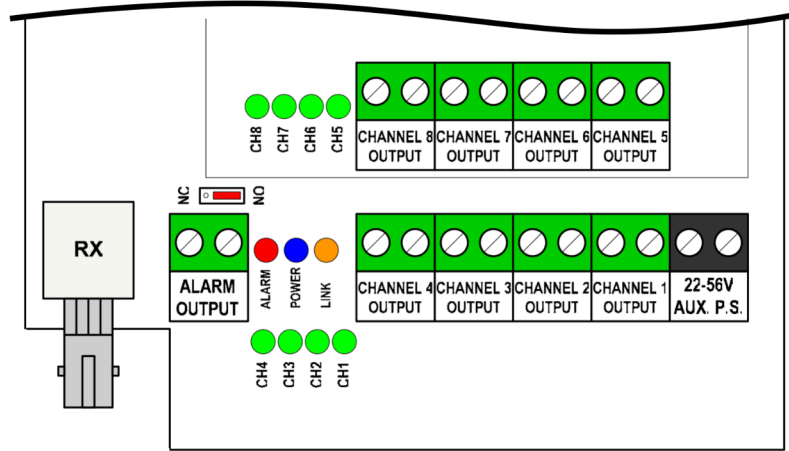 CH8
CH7
CH6
CH5
CHANNEL 8
OUTPUT
CHANNEL 7
OUTPUT
CHANNEL 6
OUTPUT
CHANNEL 5
OUTPUT
NC
NO
RX
ALARM
OUTPUT
ALARM
POWER
LINK
CHANNEL 4
OUTPUT
CHANNEL 3
OUTPUT
CHANNEL 2
OUTPUT
CHANNEL 1
OUTPUT
22-56V
AUX. P.S.
CH4
CH3
CH2
CH1